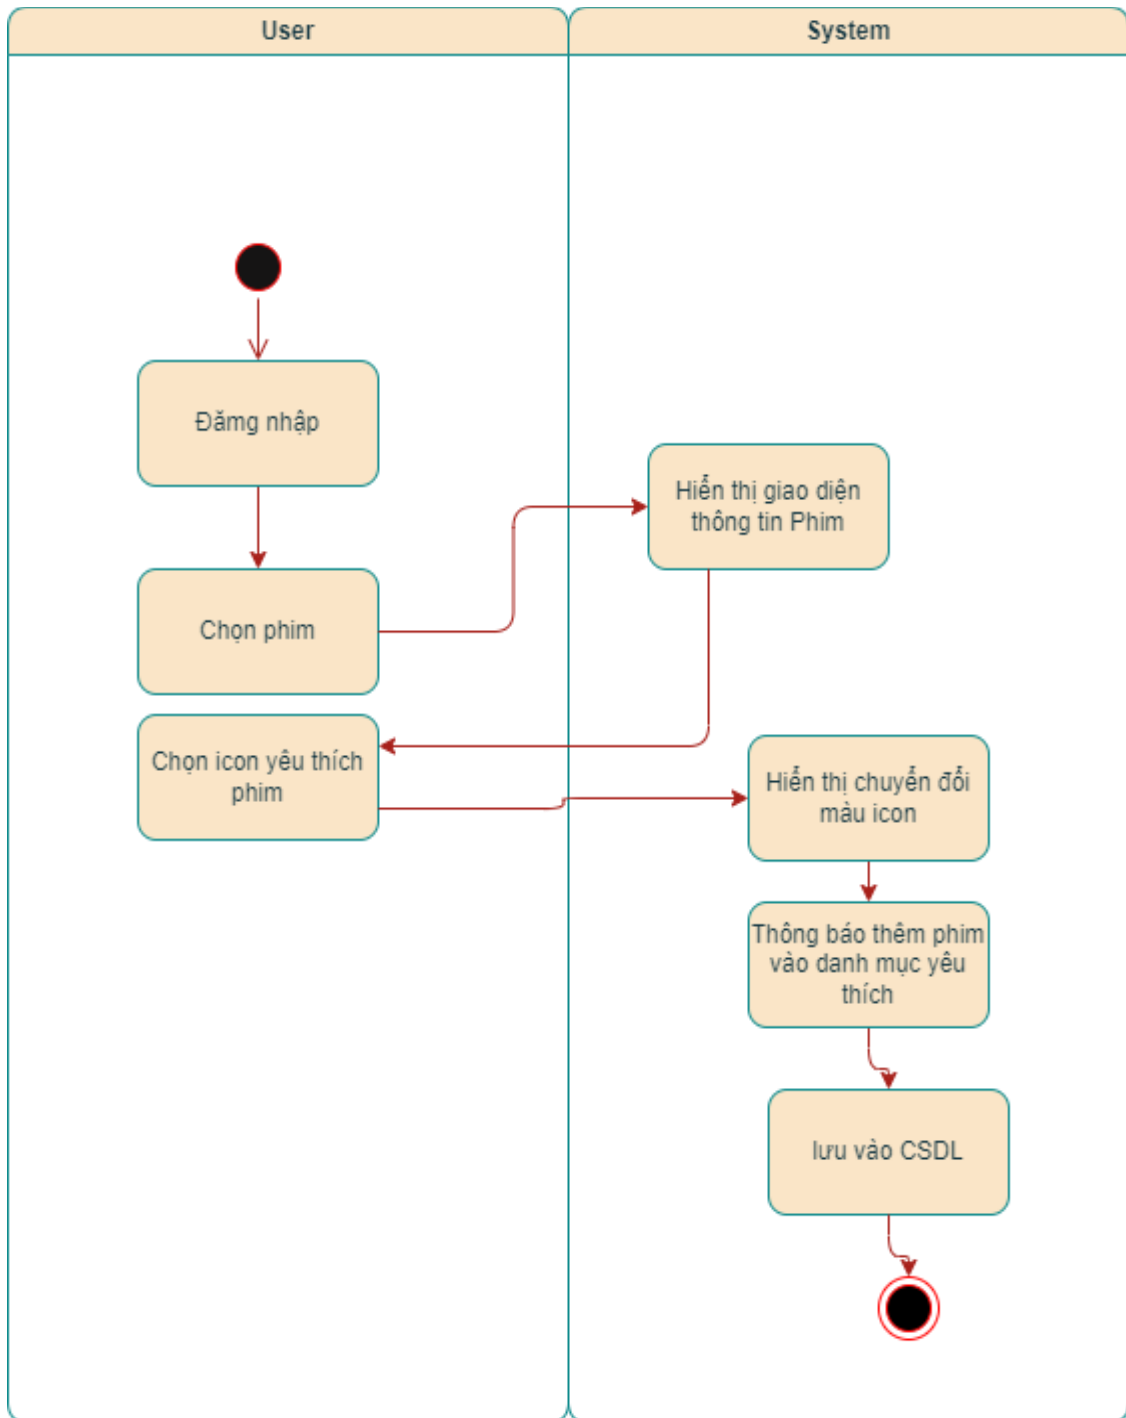 User
System
Đămg nhập
Hiển thị giao diện
thông tin Phim
Chọn phim
Chọn icon yêu thích
phim
Hiển thị chuyển đổi
màu icon
Thông báo thêm phim
vào danh mục yêu
thích
lưu vào CSDL